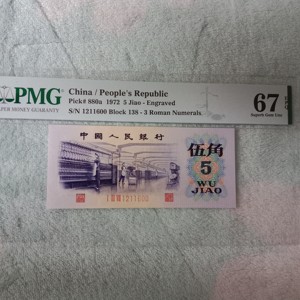 PMG
PAPER MONEY GUARANTY
China / People's Republic
Pick# 880a 1972 5 Jiao - Engraved
S/N 1211600 Block 138 - 3 Roman Numerals
67 EPQ
Superb Gem Unc
中国人民银行
伍角
5
WU
JIAO
1211600